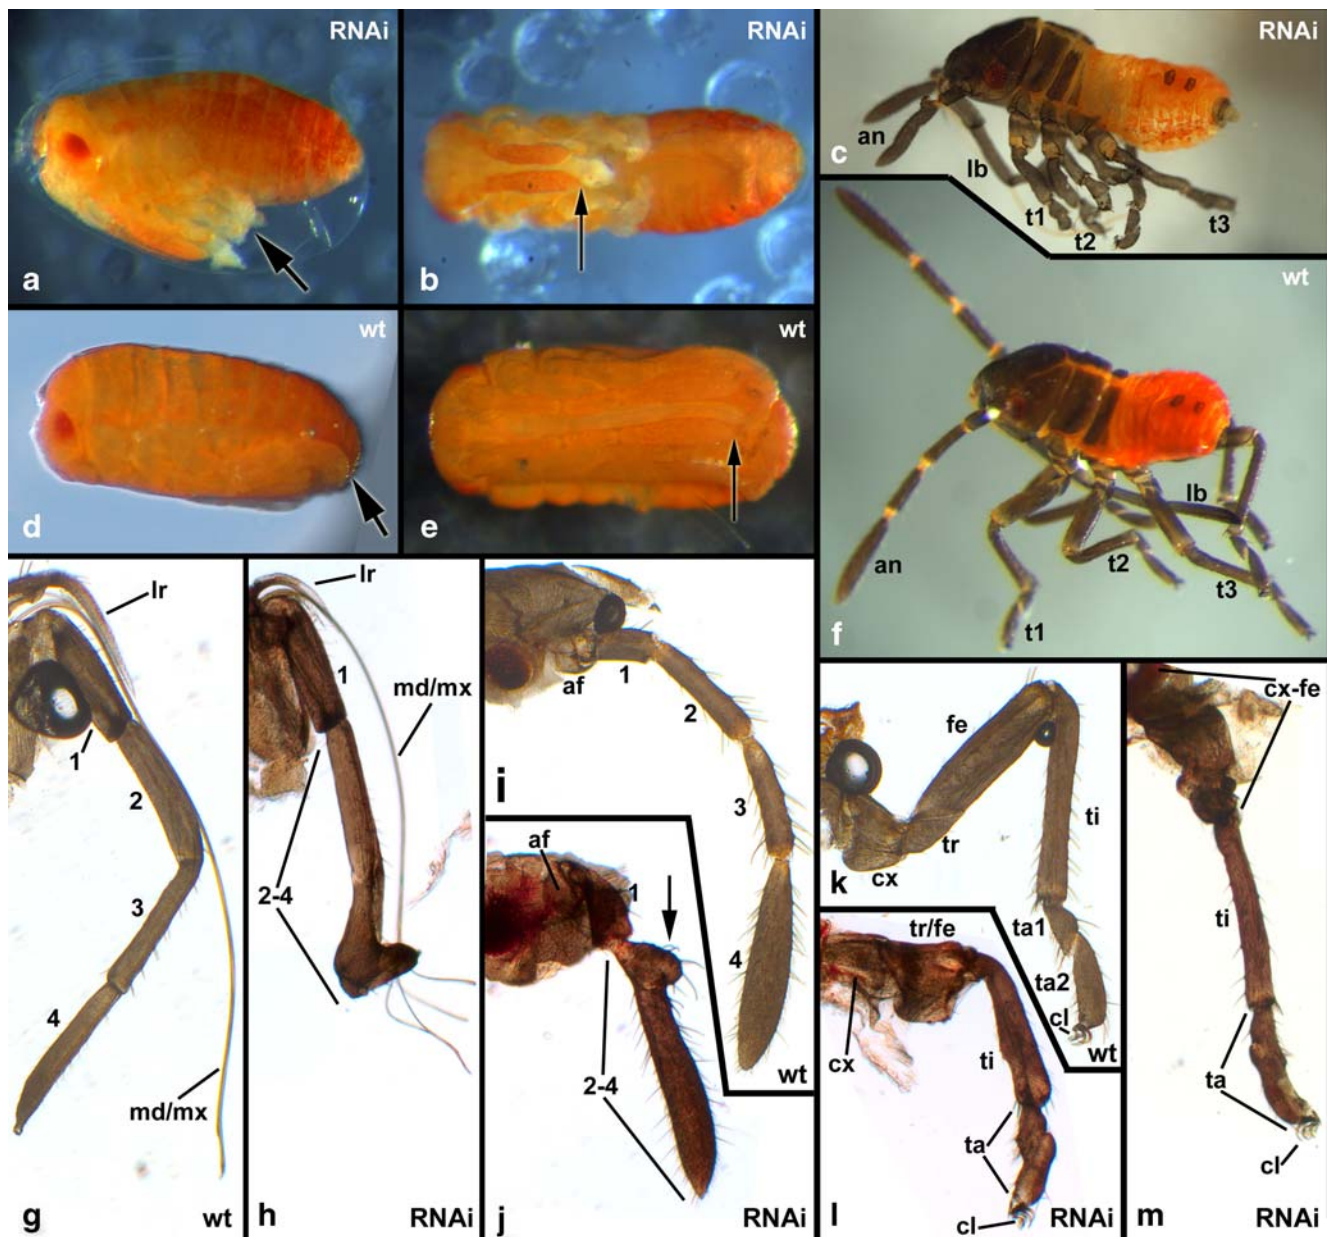 RNAi
a
RNAi
b
RNAi
an
lb
c
t1
t2
t3
wt
d
wt
e
wt
lb
an
t2
t3
t1
f
lr
1
2
3
4
md/mx
g
wt
lr
1
md/mx
2-4
h
RNAi
af
1
2
i
3
af
1
4
2-4
wt
j
RNAi
fe
ti
tr
k
cx
ta1
ta2
cl
wt
tr/fe
cx
ti
ta
cl
l
RNAi
cx-fe
ti
ta
cl
m
RNAi